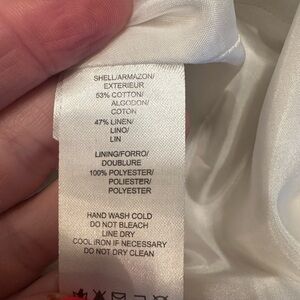 SHELL/ARMAZON/
EXTERIEUR
53% COTTON/
ALGODON/
COTON
47% LINEN/
LINO/
LIN
LINING/FORRO/
DOUBLURE
100% POLYESTER/
POLIESTER/
POLYESTER
HAND WASH COLD
DO NOT BLEACH
LINE DRY
COOL IRON IF NECESSARY
DO NOT DRY CLEAN